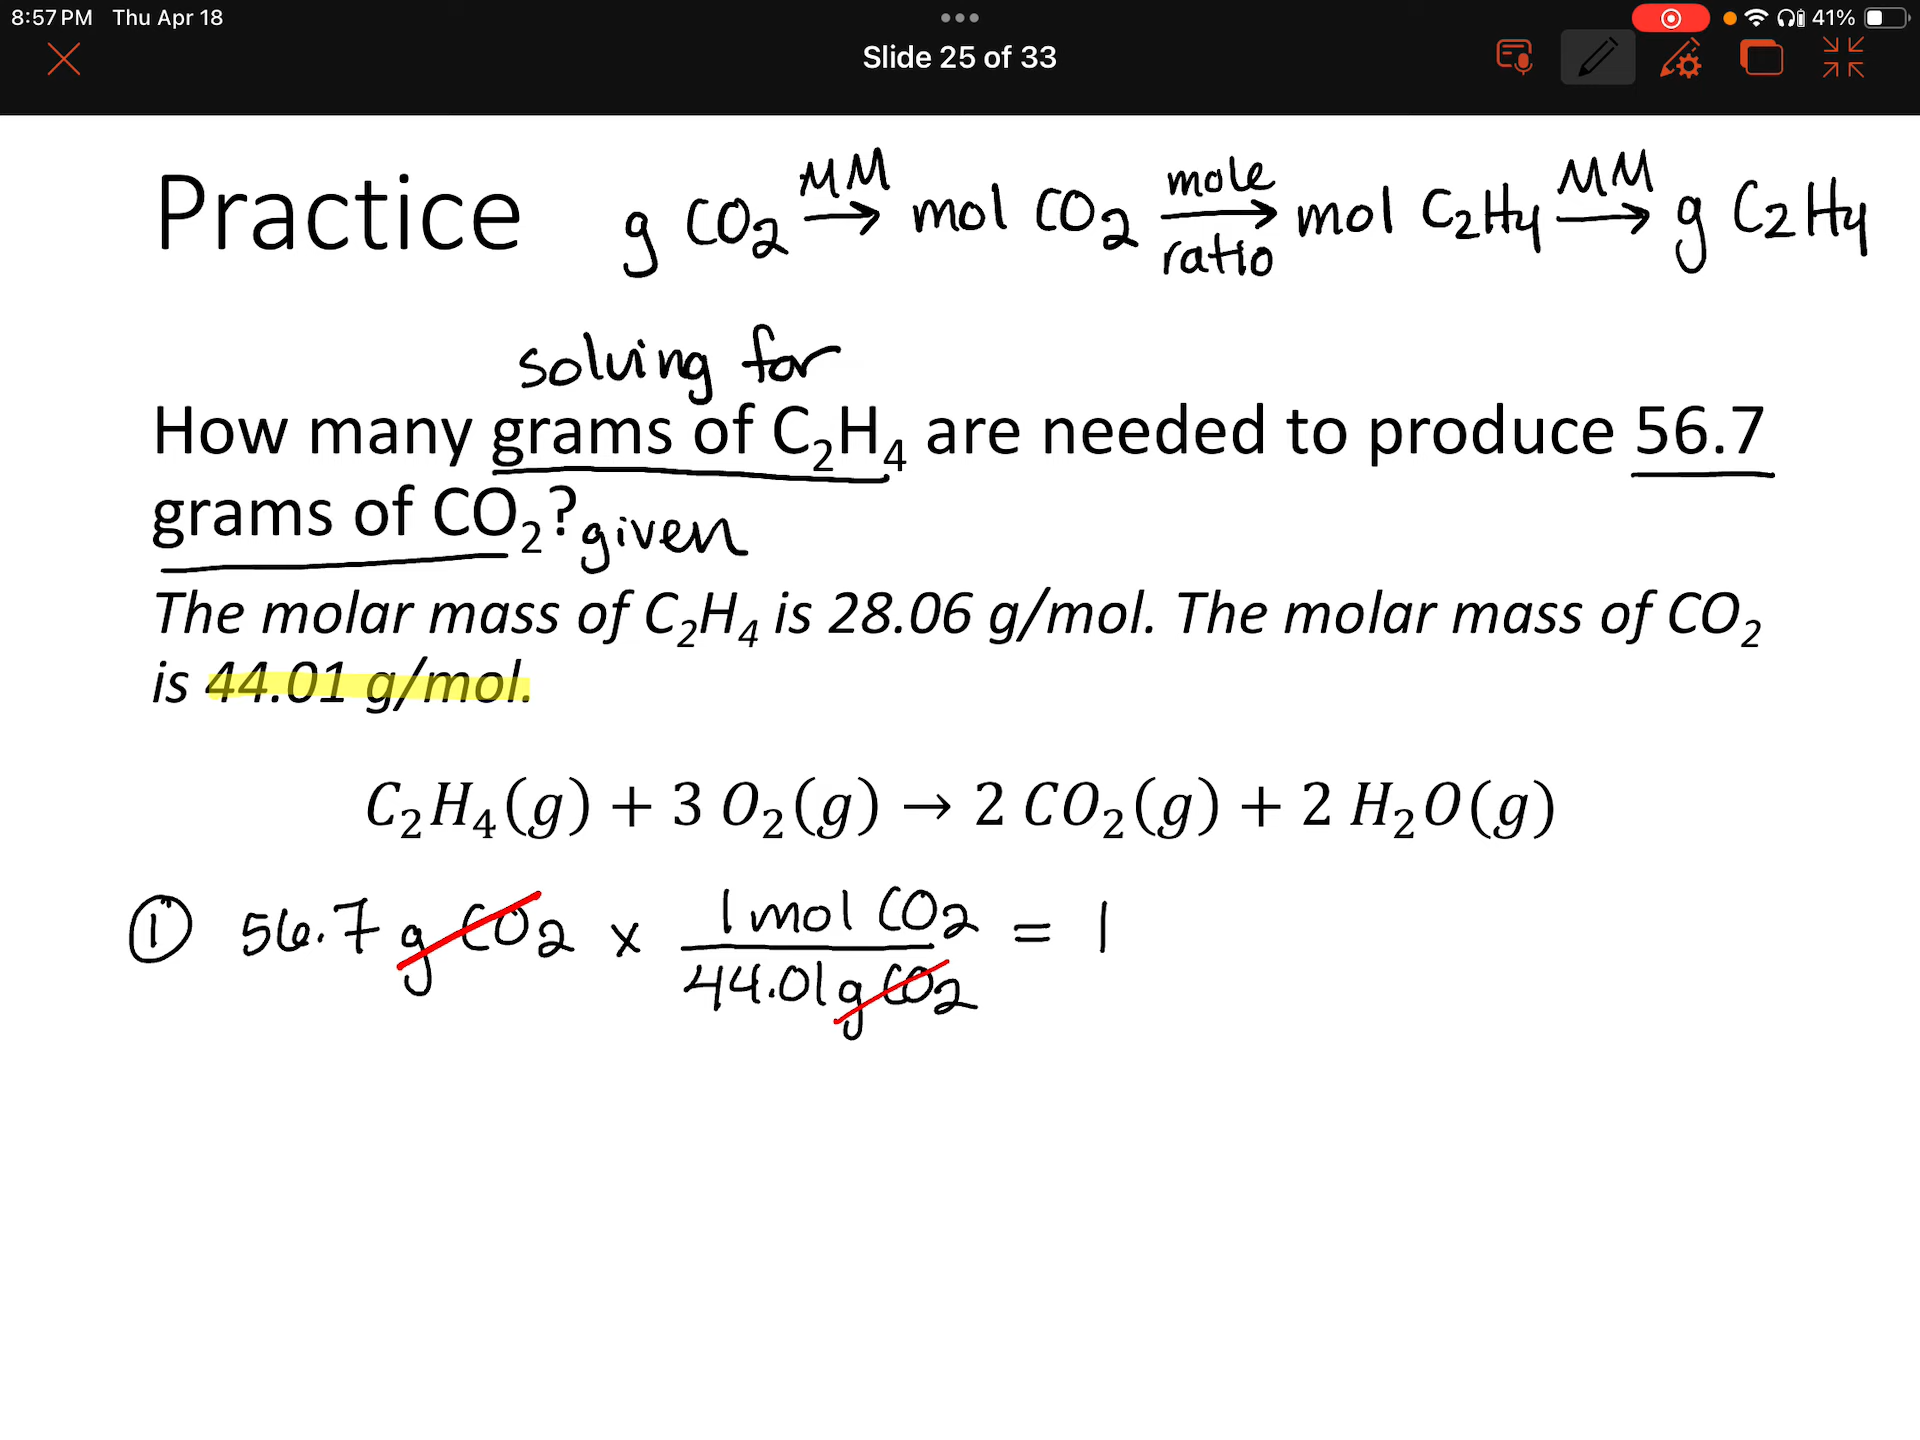 8:57 PM Thu Apr 18
41%
Slide 25 of 33
Practice g CO₂ MM→ mol CO₂ mole ratio→ mol C₂H₄ MM→ g C₂H₄
solving for
How many grams of C₂H₄ are needed to produce 56.7
grams of CO₂? given
The molar mass of C₂H₄ is 28.06 g/mol. The molar mass of CO₂
is 44.01 g/mol.
C₂H₄(g) + 3 O₂(g) → 2 CO₂(g) + 2 H₂O(g)
① 56.7 g CO₂ x 1 mol CO₂ = 1
44.01 g CO₂